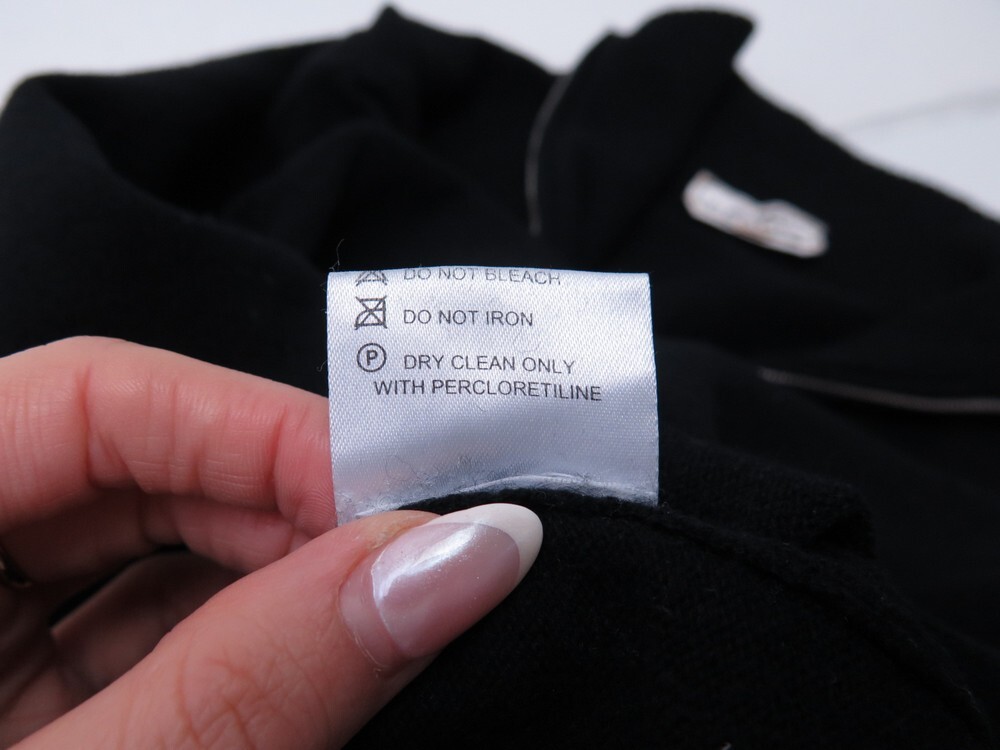 DO NOT BLEACH
DO NOT IRON
P DRY CLEAN ONLY
WITH PERCLORETILINE